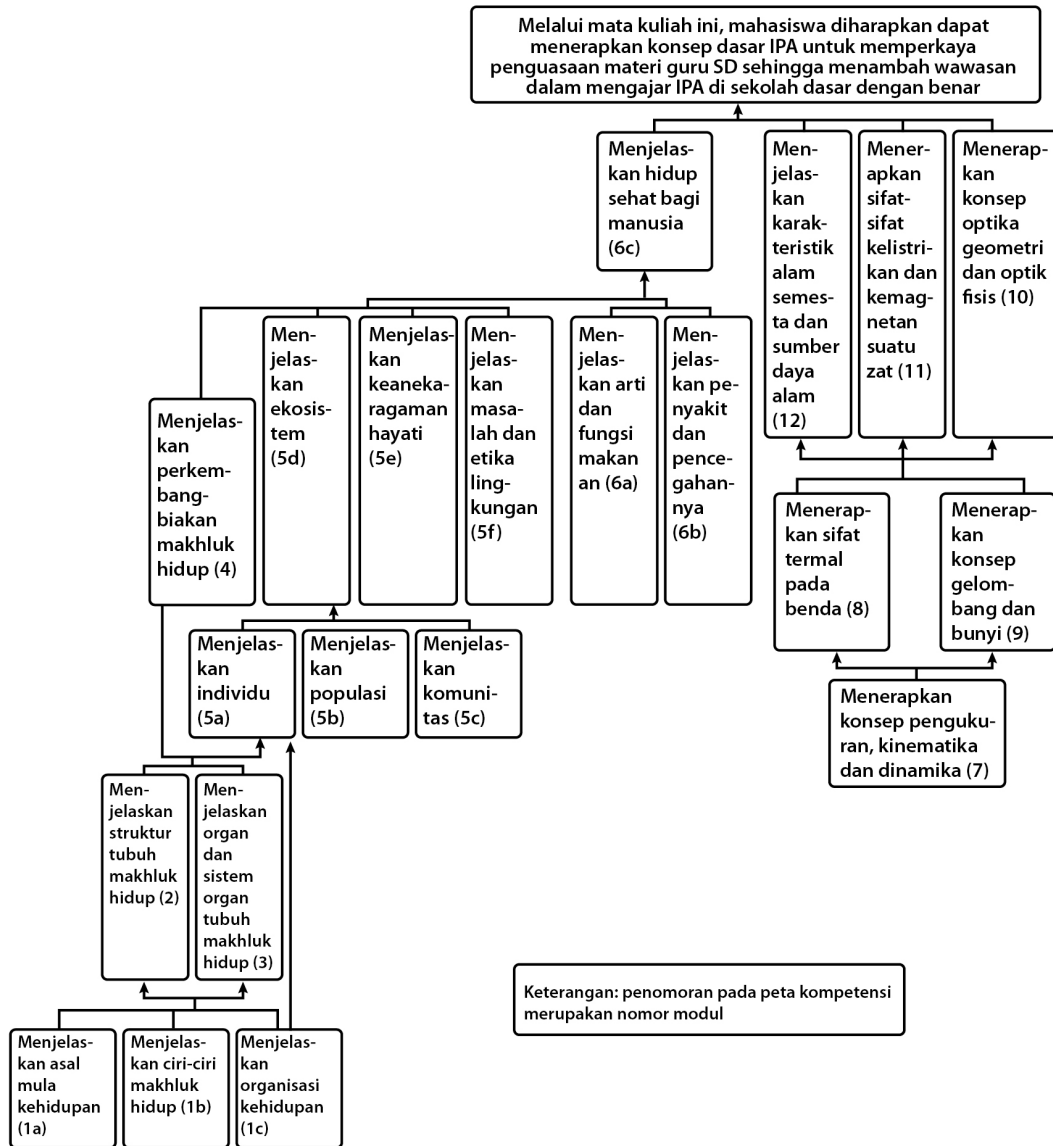 Melalui mata kuliah ini, mahasiswa diharapkan dapat
menerapkan konsep dasar IPA untuk memperkaya
penguasaan materi guru SD sehingga menambah wawasan
dalam mengajar IPA di sekolah dasar dengan benar
Menjelas-
kan hidup
sehat bagi
manusia
(6c)
Men-
jelas-
kan
karak-
teristik
alam
semes-
ta dan
sumber
daya
alam
(12)
Mener-
apkan
sifat-
sifat
kelistri-
kan dan
kemag-
netan
suatu
zat (11)
Menerap-
kan
konsep
optika
geometri
dan optik
fisis (10)
Menjelas-
kan
perkem-
bang-
biakan
makhluk
hidup (4)
Men-
jelas-
kan
ekosis-
tem
(5d)
Menjelas-
kan
keaneka-
ragaman
hayati
(5e)
Men-
jelas-
kan
masa-
lah dan
etika
ling-
kungan
(5f)
Men-
jelas-
kan arti
dan
fungsi
makan
an (6a)
Men-
jelas-
kan pe-
nyakit
dan
pence-
gahan-
nya
(6b)
Menerap-
kan sifat
termal
pada
benda (8)
Menerap-
kan
konsep
gelom-
bang dan
bunyi (9)
Menjelas-
kan
individu
(5a)
Menjelas-
kan
populasi
(5b)
Menjelas-
kan
komuni-
tas (5c)
Menerapkan
konsep penguku-
ran, kinematika
dan dinamika (7)
Men-
jelaskan
struktur
tubuh
makhluk
hidup (2)
Men-
jelaskan
organ
dan
sistem
organ
tubuh
makhluk
hidup (3)
Keterangan: penomoran pada peta kompetensi
merupakan nomor modul
Menjelas-
kan asal
mula
kehidupan
(1a)
Menjelas-
kan ciri-ciri
makhluk
hidup (1b)
Menjelaskan
organisasi
kehidupan
(1c)